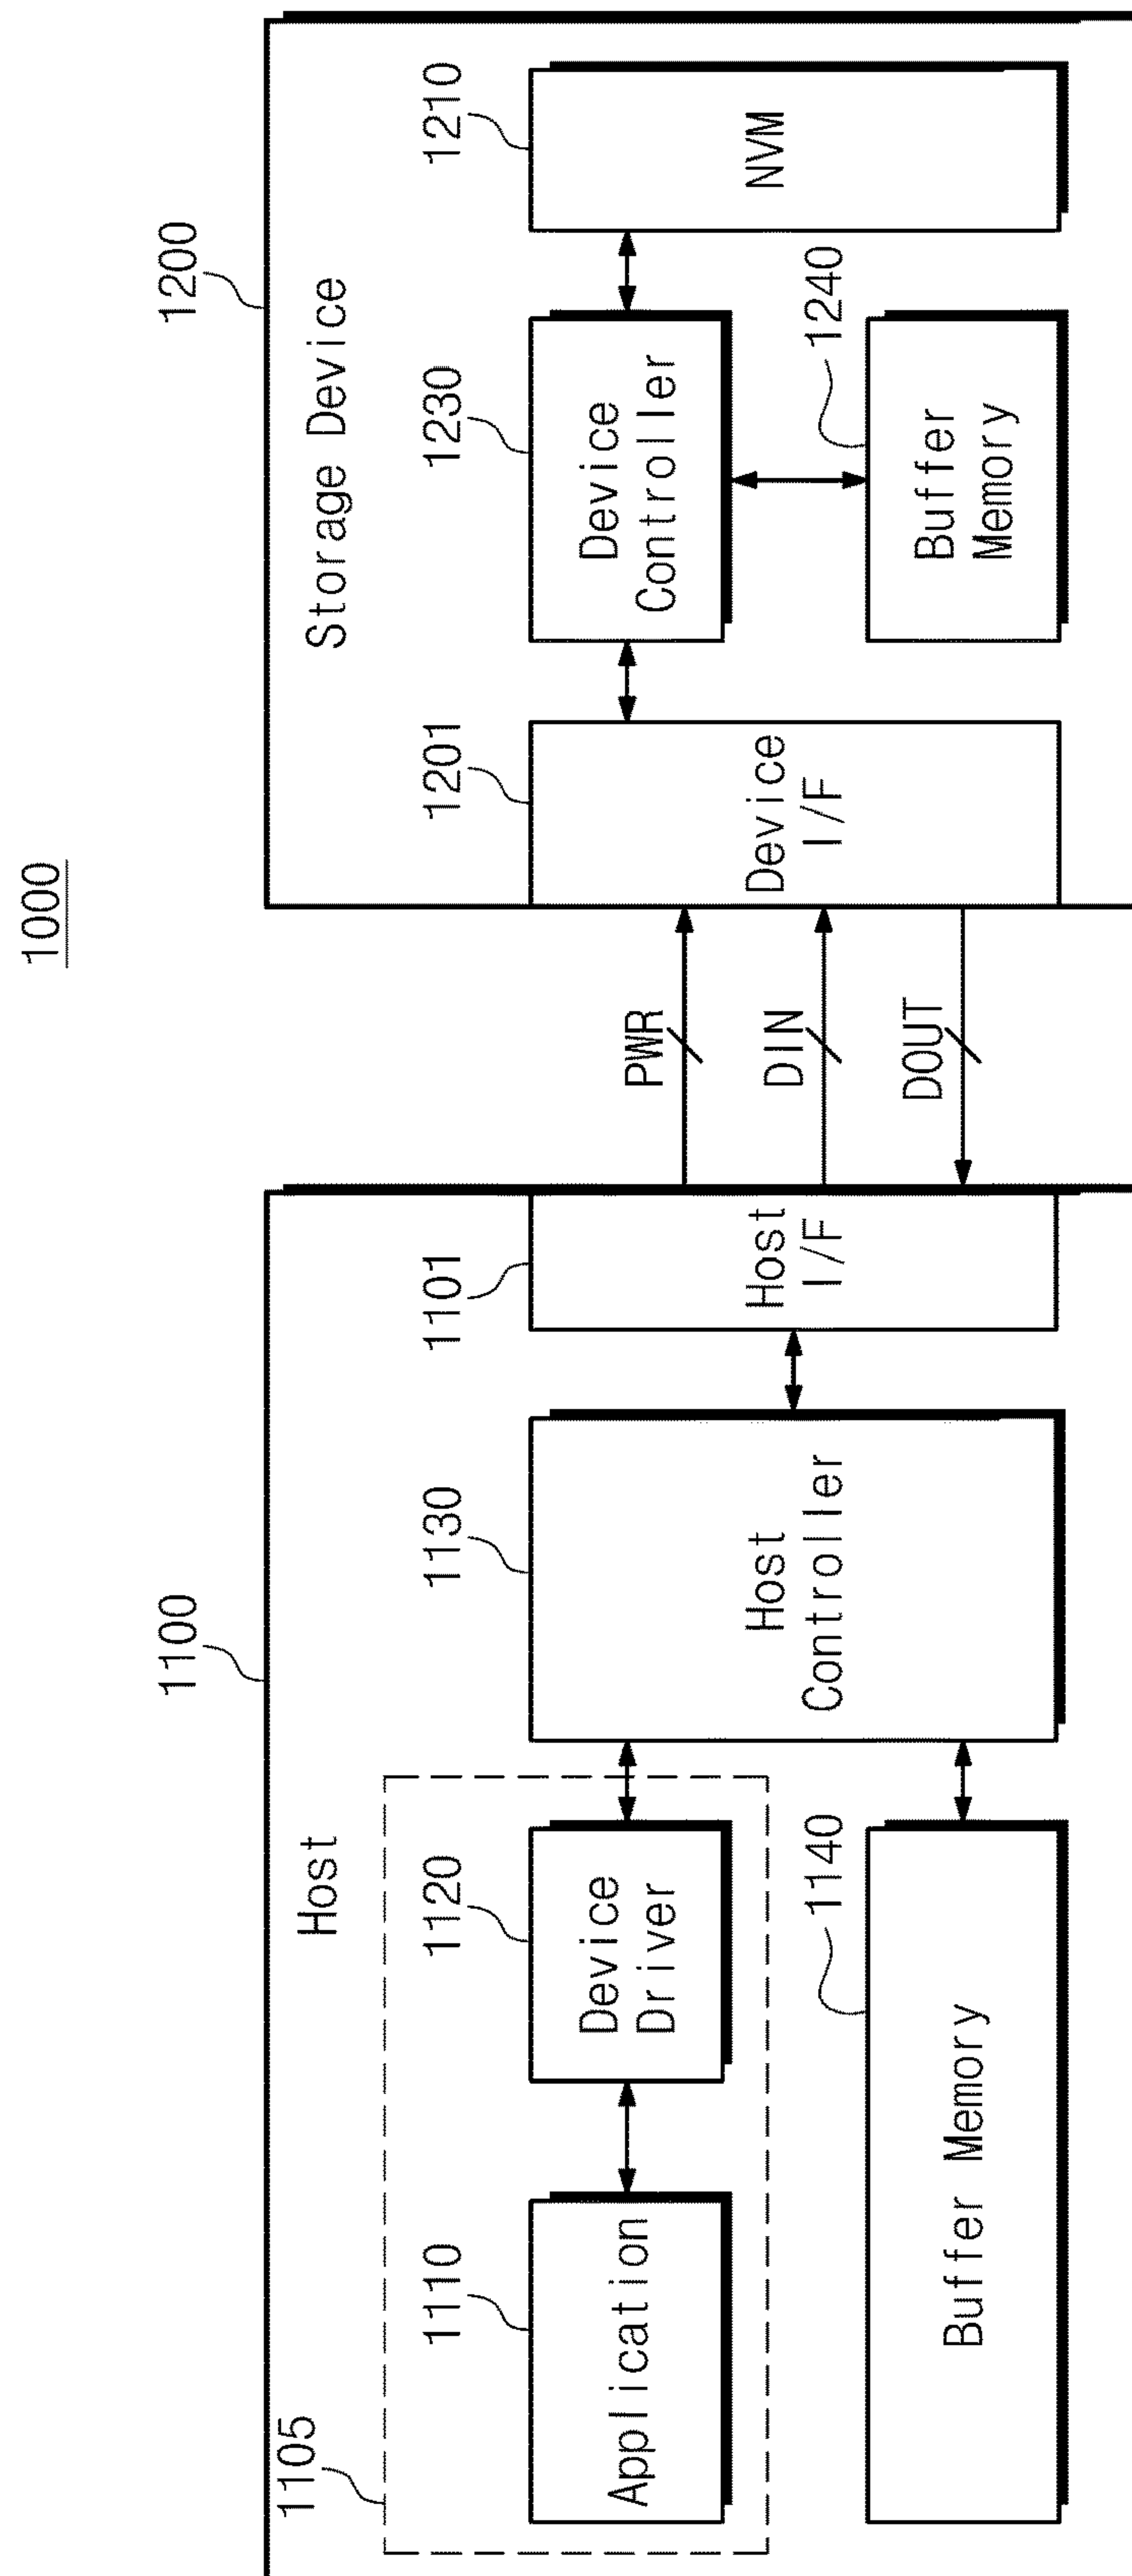 1000
1100
1200
Host
Storage Device
1105
1110
1120
1130
1101
1201
1230
1210
Application
Device
Driver
Host
Controller
Host
I/F
PWR
DIN
DOUT
Device
I/F
Device
Controller
NVM
1140
1240
Buffer Memory
Buffer
Memory